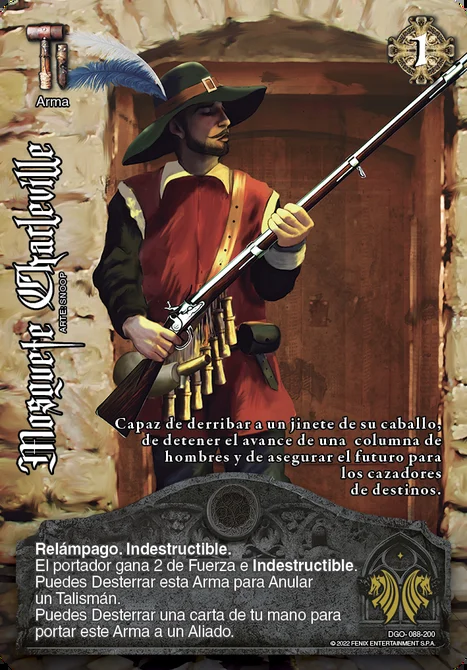 1
Arma
Mosquete Charleville
ARTE: SNOOP
Capaz de derribar a un jinete de su caballo,
de detener el avance de una columna de
hombres y de asegurar el futuro para
los cazadores
de destinos.
Relámpago. Indestructible.
El portador gana 2 de Fuerza e Indestructible.
Puedes Desterrar esta Arma para Anular
un Talismán.
Puedes Desterrar una carta de tu mano para
portar este Arma a un Aliado.
DGO- 088-200
© 2022 FENIX ENTERTAINMENT S.P.A.